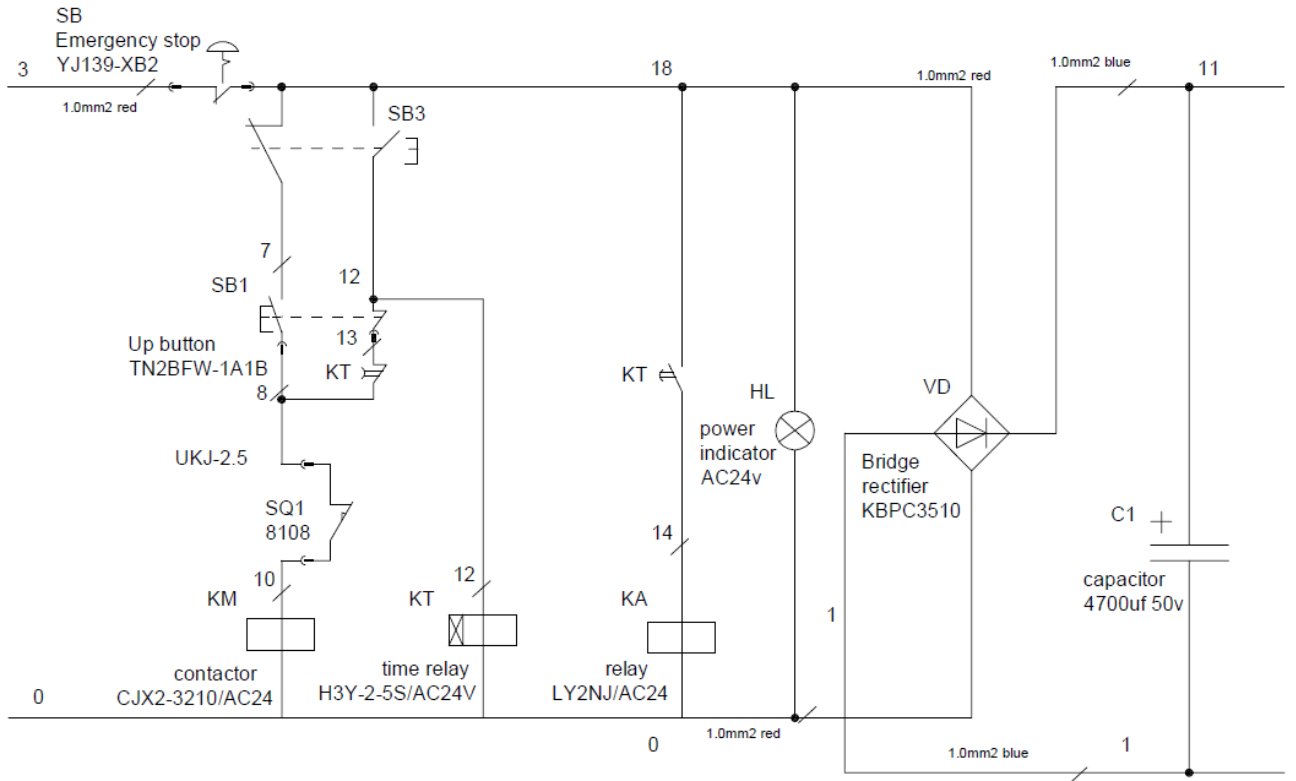 SB
Emergency stop
YJ139-XB2
3
1.0mm2 red
18
1.0mm2 red
1.0mm2 blue
11
SB3
7
SB1
12
Up button
TN2BFW-1A1B
13
KT
8
KT
HL
VD
power
indicator
AC24v
UKJ-2.5
Bridge
rectifier
KBPC3510
SQ1
8108
C1
+
14
10
12
KM
KT
KA
capacitor
4700uf 50v
1
contactor
CJX2-3210/AC24
time relay
H3Y-2-5S/AC24V
relay
LY2NJ/AC24
0
0
1.0mm2 red
1.0mm2 blue
1